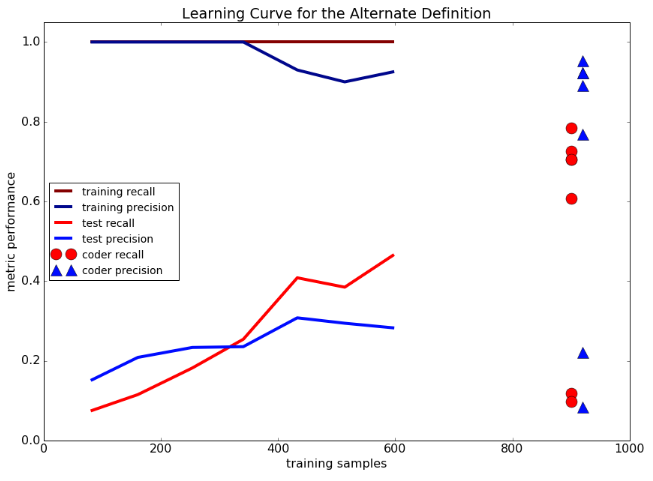 Learning Curve for the Alternate Definition
1.0
0.8
0.6
0.4
0.2
0.0
metric performance
training recall
training precision
test recall
test precision
coder recall
coder precision
0
200
400
600
800
1000
training samples